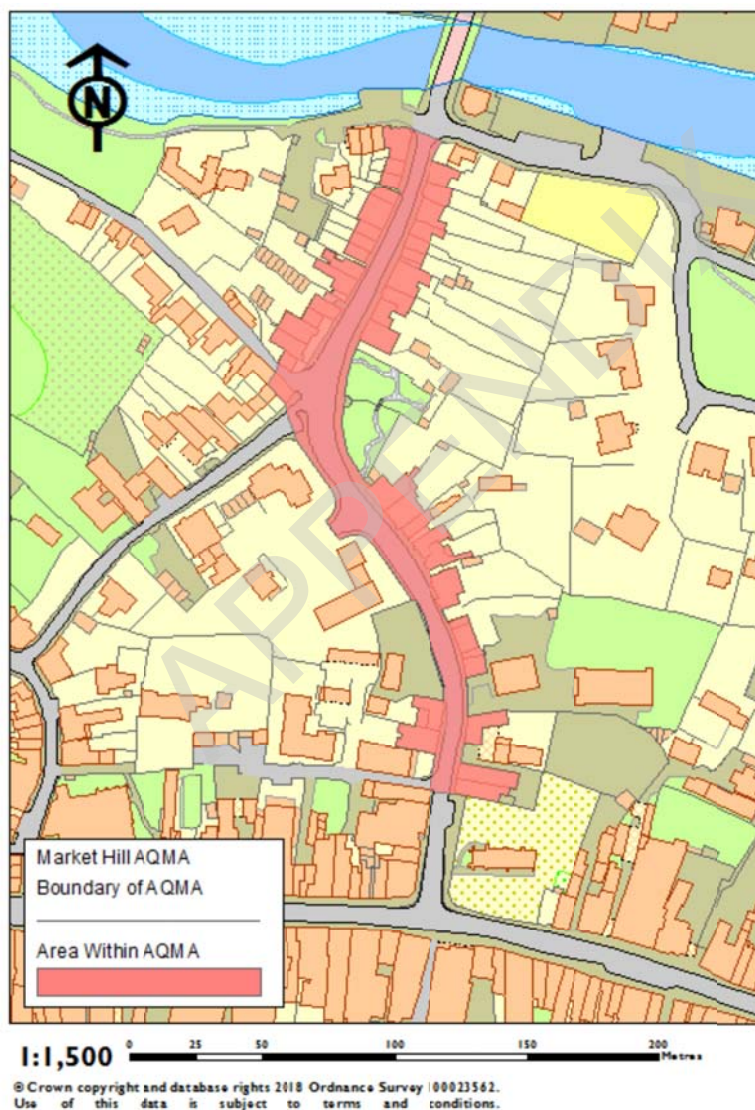 N
APPENDIX
Market Hill AQMA
Boundary of AQMA
Area Within AQMA
1:1,500
0 25 50 100 150 200
Metres
© Crown copyright and database rights 2018 Ordnance Survey 100023562.
Use of this data is subject to terms and conditions.